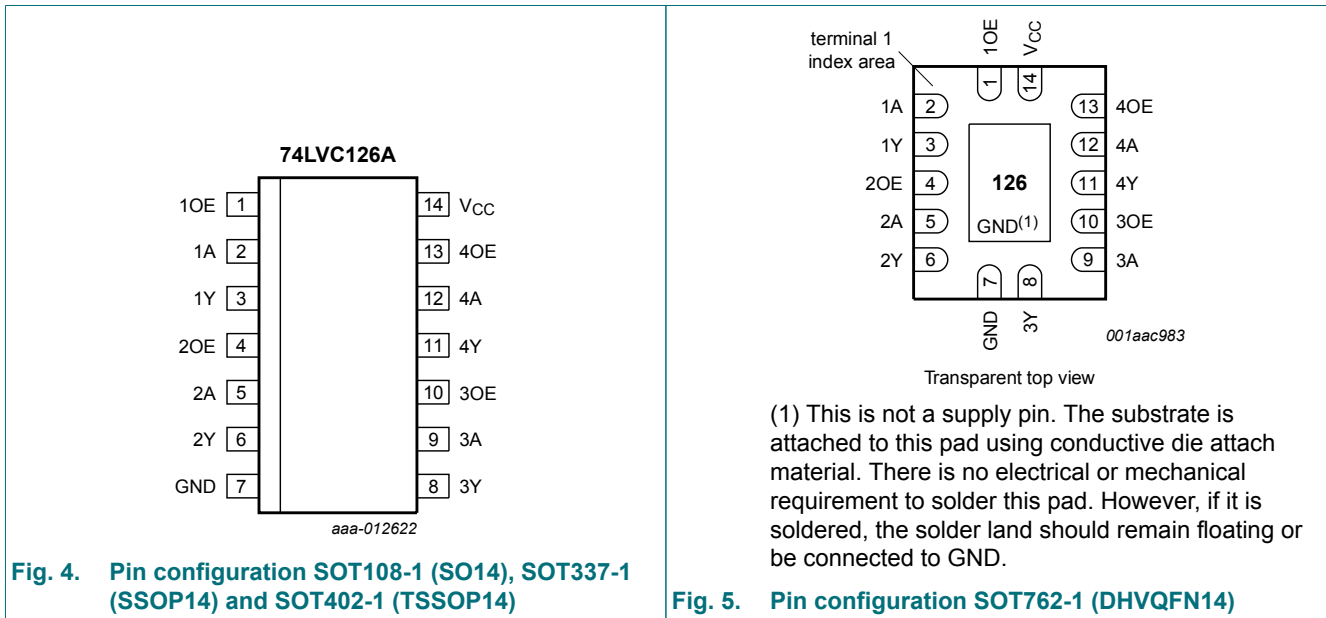 74LVC126A
1OE 1
1A 2
1Y 3
2OE 4
2A 5
2Y 6
GND 7
14 VCC
13 4OE
12 4A
11 4Y
10 3OE
9 3A
8 3Y
aaa-012622
Fig. 4. Pin configuration SOT108-1 (SO14), SOT337-1
(SSOP14) and SOT402-1 (TSSOP14)
terminal 1
index area
1OE
VCC
1
14
1A 2
1Y 3
2OE 4
2A 5
2Y 6
13 4OE
12 4A
11 4Y
10 3OE
9 3A
126
GND(1)
7
8
GND
3Y
001aac983
Transparent top view
(1) This is not a supply pin. The substrate is
attached to this pad using conductive die attach
material. There is no electrical or mechanical
requirement to solder this pad. However, if it is
soldered, the solder land should remain floating or
be connected to GND.
Fig. 5. Pin configuration SOT762-1 (DHVQFN14)